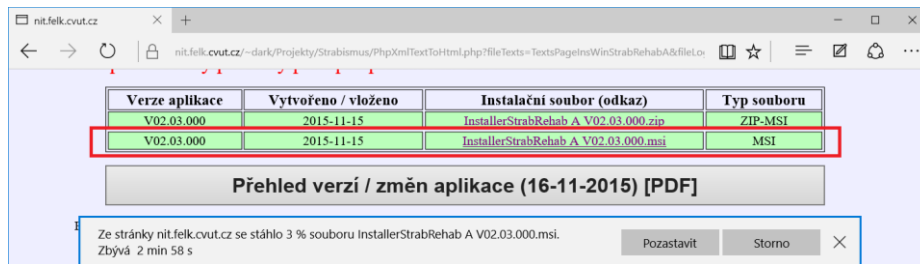 nit.felk.cvut.cz
nit.felk.cvut.cz/~dark/Projekty/Strabismus/PhpXmlTextToHtml.php?fileTexts=TextsPageInsWinStrabRehabA&fileLo
Verze aplikace Vytvořeno / vloženo Instalační soubor (odkaz) Typ souboru
V02.03.000 2015-11-15 InstallerStrabRehab A V02.03.000.zip ZIP-MSI
V02.03.000 2015-11-15 InstallerStrabRehab A V02.03.000.msi MSI
Přehled verzí / změn aplikace (16-11-2015) [PDF]
Ze stránky nit.felk.cvut.cz se stáhlo 3 % souboru InstallerStrabRehab A V02.03.000.msi.
Zbývá 2 min 58 s
Pozastavit Storno